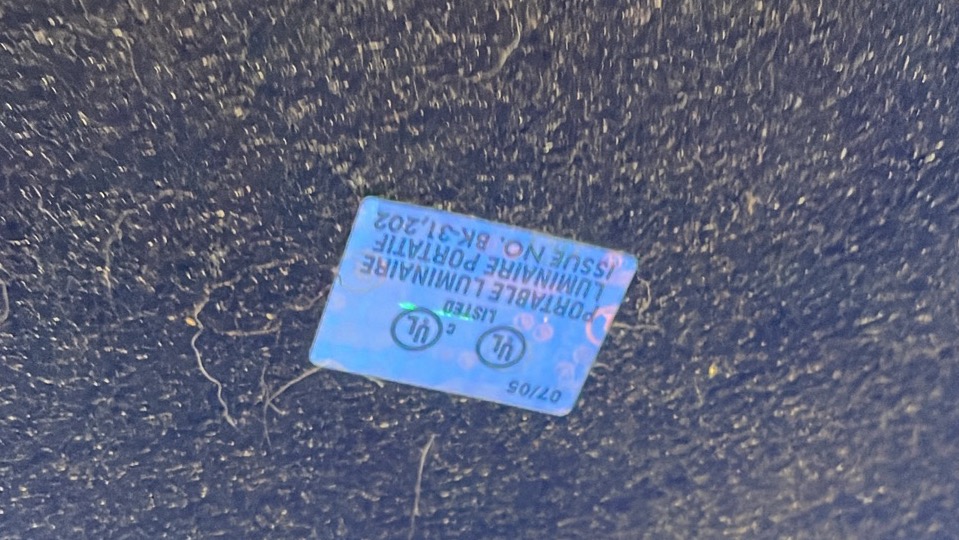 07/05
UL C UL
LISTED
PORTABLE LUMINAIRE
LUMINAIRE PORTATIF
ISSUE NO. BK-31,202